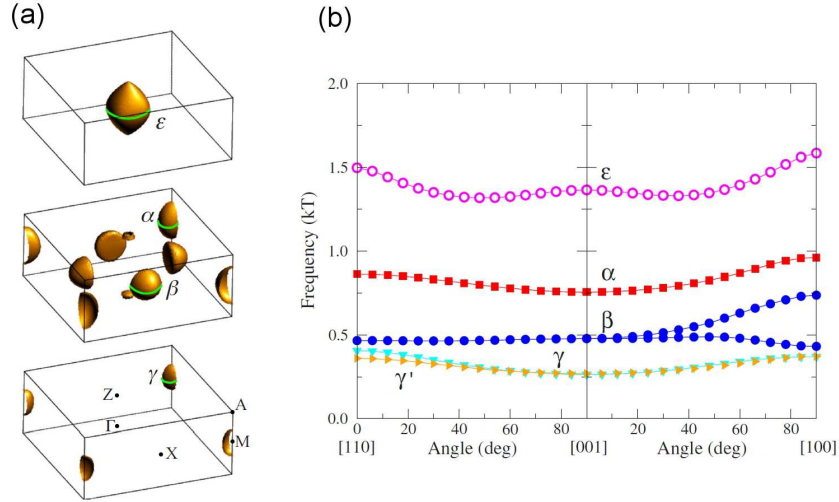 (a)
ε
α
β
γ
Z
Γ
A
M
X
(b)
2.0
1.5
1.0
0.5
0.0
Frequency (kT)
ε
α
β
γ
γ'
0 20 40 60 80 20 40 60 80
[110] Angle (deg) [001] Angle (deg) [100]